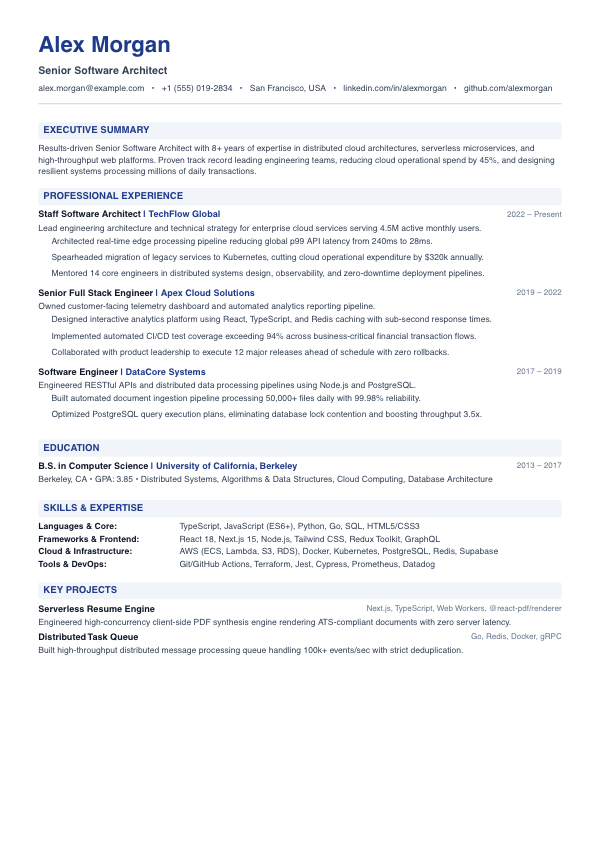 Alex Morgan
Senior Software Architect
alex.morgan@example.com • +1 (555) 019-2834 • San Francisco, USA • linkedin.com/in/alexmorgan • github.com/alexmorgan
EXECUTIVE SUMMARY
Results-driven Senior Software Architect with 8+ years of expertise in distributed cloud architectures, serverless microservices, and
high-throughput web platforms. Proven track record leading engineering teams, reducing cloud operational spend by 45%, and designing
resilient systems processing millions of daily transactions.
PROFESSIONAL EXPERIENCE
Staff Software Architect | TechFlow Global 2022 – Present
Lead engineering architecture and technical strategy for enterprise cloud services serving 4.5M active monthly users.
Architected real-time edge processing pipeline reducing global p99 API latency from 240ms to 28ms.
Spearheaded migration of legacy services to Kubernetes, cutting cloud operational expenditure by $320k annually.
Mentored 14 core engineers in distributed systems design, observability, and zero-downtime deployment pipelines.
Senior Full Stack Engineer | Apex Cloud Solutions 2019 – 2022
Owned customer-facing telemetry dashboard and automated analytics reporting pipeline.
Designed interactive analytics platform using React, TypeScript, and Redis caching with sub-second response times.
Implemented automated CI/CD test coverage exceeding 94% across business-critical financial transaction flows.
Collaborated with product leadership to execute 12 major releases ahead of schedule with zero rollbacks.
Software Engineer | DataCore Systems 2017 – 2019
Engineered RESTful APIs and distributed data processing pipelines using Node.js and PostgreSQL.
Built automated document ingestion pipeline processing 50,000+ files daily with 99.98% reliability.
Optimized PostgreSQL query execution plans, eliminating database lock contention and boosting throughput 3.5x.
EDUCATION
B.S. in Computer Science | University of California, Berkeley 2013 – 2017
Berkeley, CA • GPA: 3.85 • Distributed Systems, Algorithms & Data Structures, Cloud Computing, Database Architecture
SKILLS & EXPERTISE
Languages & Core: TypeScript, JavaScript (ES6+), Python, Go, SQL, HTML5/CSS3
Frameworks & Frontend: React 18, Next.js 15, Node.js, Tailwind CSS, Redux Toolkit, GraphQL
Cloud & Infrastructure: AWS (ECS, Lambda, S3, RDS), Docker, Kubernetes, PostgreSQL, Redis, Supabase
Tools & DevOps: Git/GitHub Actions, Terraform, Jest, Cypress, Prometheus, Datadog
KEY PROJECTS
Serverless Resume Engine Next.js, TypeScript, Web Workers, @react-pdf/renderer
Engineered high-concurrency client-side PDF synthesis engine rendering ATS-compliant documents with zero server latency.
Distributed Task Queue Go, Redis, Docker, gRPC
Built high-throughput distributed message processing queue handling 100k+ events/sec with strict deduplication.